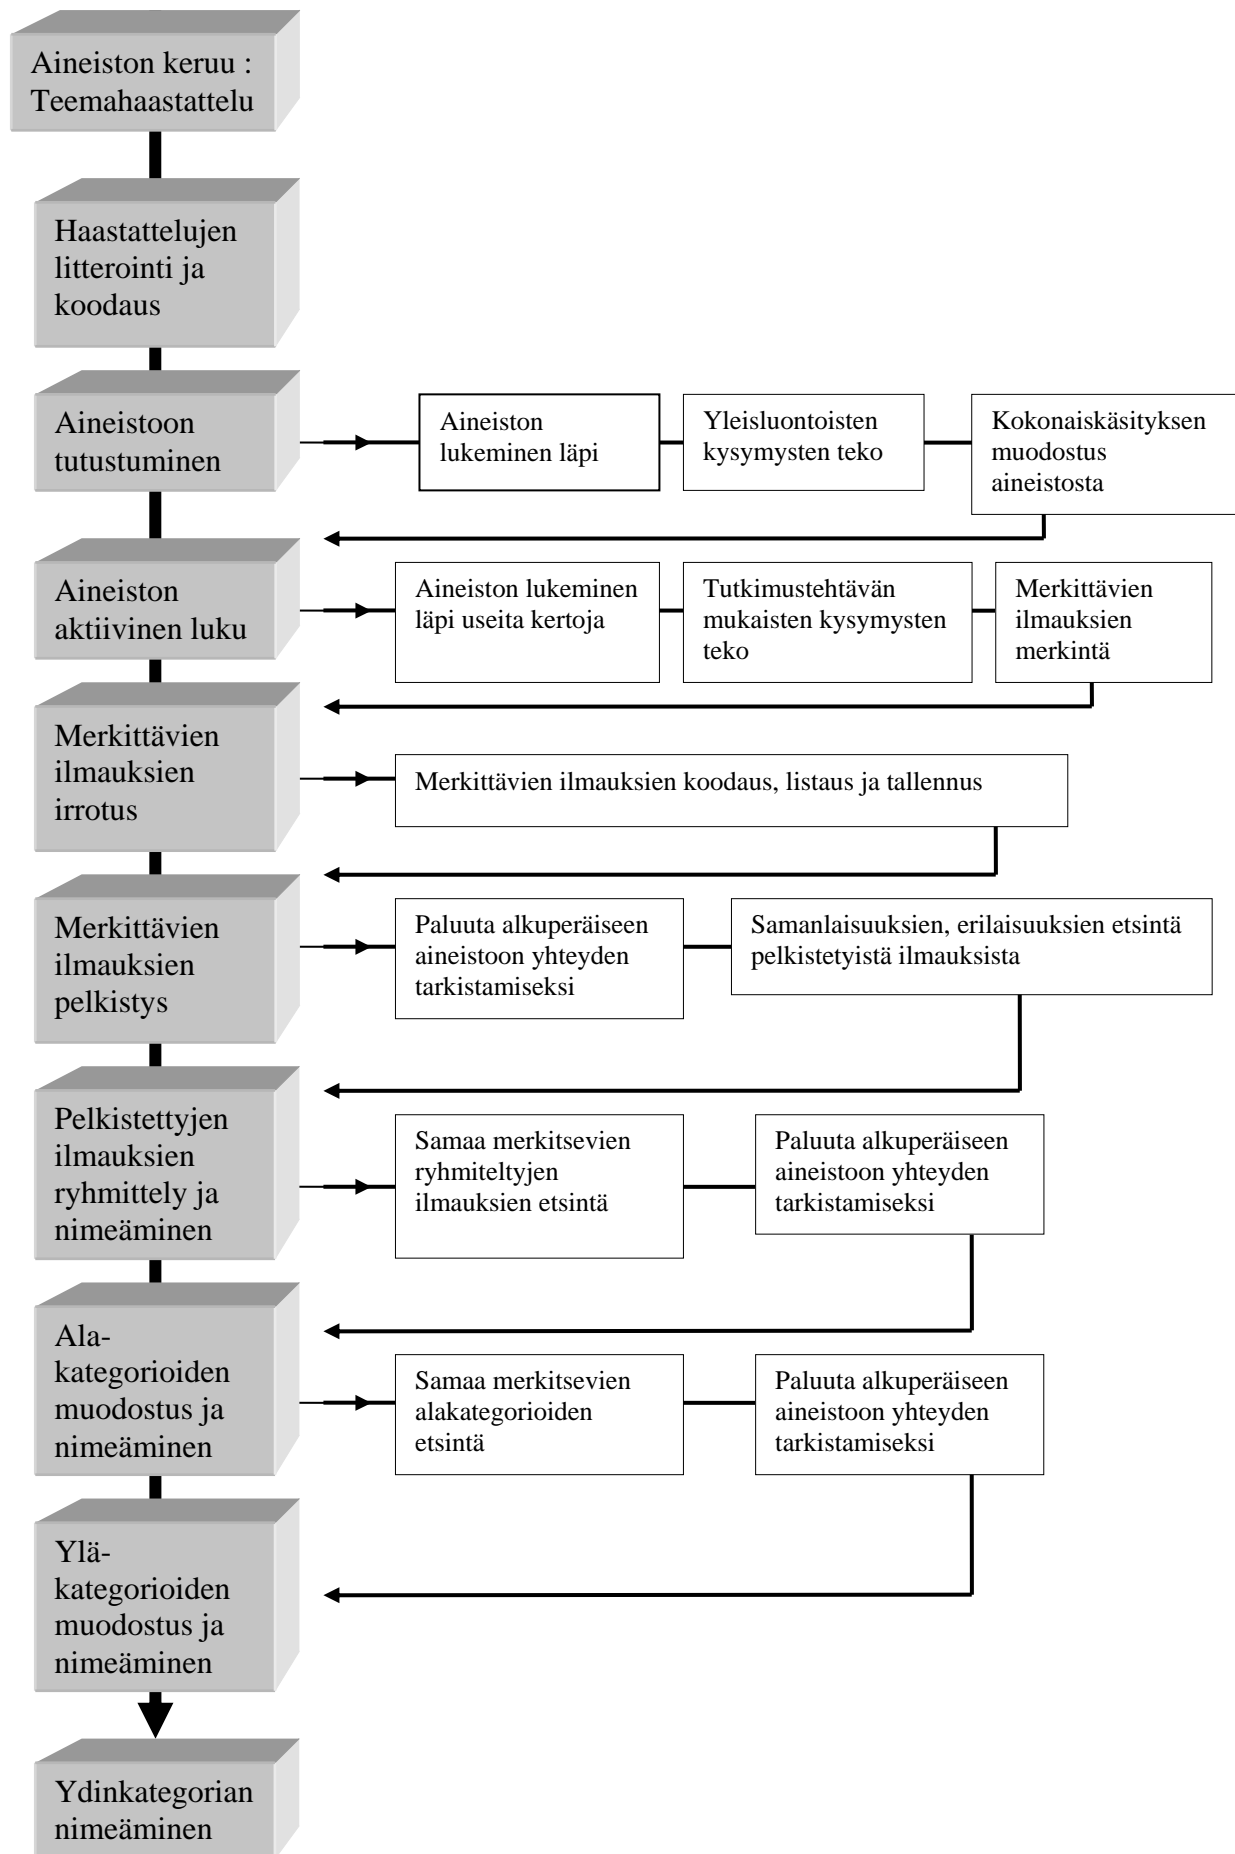 Aineiston keruu :
Teemahaastattelu
Haastattelujen
litterointi ja
koodaus
Aineistoon
tutustuminen
Aineiston
lukeminen läpi
Yleisluontoisten
kysymysten teko
Kokonaiskäsityksen
muodostus
aineistosta
Aineiston
aktiivinen luku
Aineiston lukeminen
läpi useita kertoja
Tutkimustehtävän
mukaisten kysymysten
teko
Merkittävien
ilmauksien
merkintä
Merkittävien
ilmauksien
irrotus
Merkittävien ilmauksien koodaus, listaus ja tallennus
Merkittävien
ilmauksien
pelkistys
Paluuta alkuperäiseen
aineistoon yhteyden
tarkistamiseksi
Samanlaisuuksien, erilaisuuksien etsintä
pelkistetyistä ilmauksista
Pelkistettyjen
ilmauksien
ryhmittely ja
nimeäminen
Samaa merkitsevien
ryhmiteltyjen
ilmauksien etsintä
Paluuta alkuperäiseen
aineistoon yhteyden
tarkistamiseksi
Ala-
kategorioiden
muodostus ja
nimeäminen
Samaa merkitsevien
alakategorioiden
etsintä
Paluuta alkuperäiseen
aineistoon yhteyden
tarkistamiseksi
Ylä-
kategorioiden
muodostus ja
nimeäminen
Ydinkategorian
nimeäminen